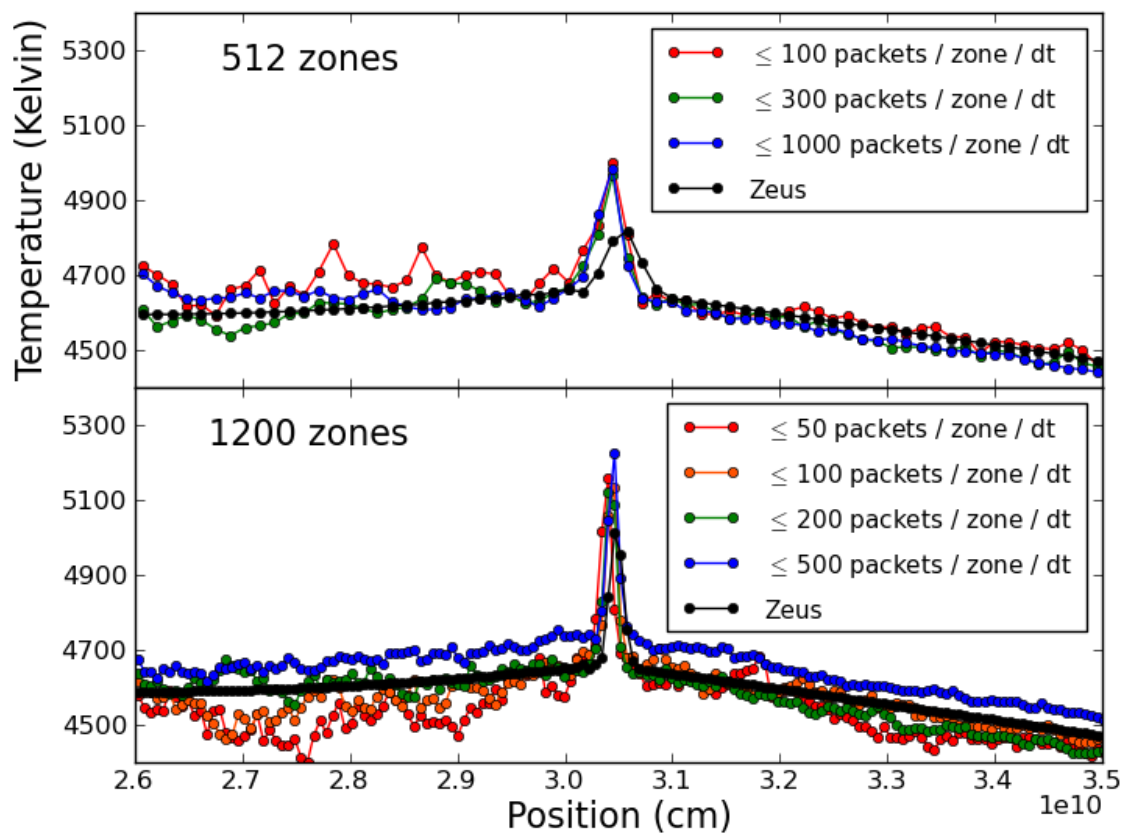 Temperature (Kelvin)
512 zones
5300
5100
4900
4700
4500
≤ 100 packets / zone / dt
≤ 300 packets / zone / dt
≤ 1000 packets / zone / dt
Zeus
1200 zones
5300
5100
4900
4700
4500
≤ 50 packets / zone / dt
≤ 100 packets / zone / dt
≤ 200 packets / zone / dt
≤ 500 packets / zone / dt
Zeus
2.6 2.7 2.8 2.9 3.0 3.1 3.2 3.3 3.4 3.5
1e10
Position (cm)